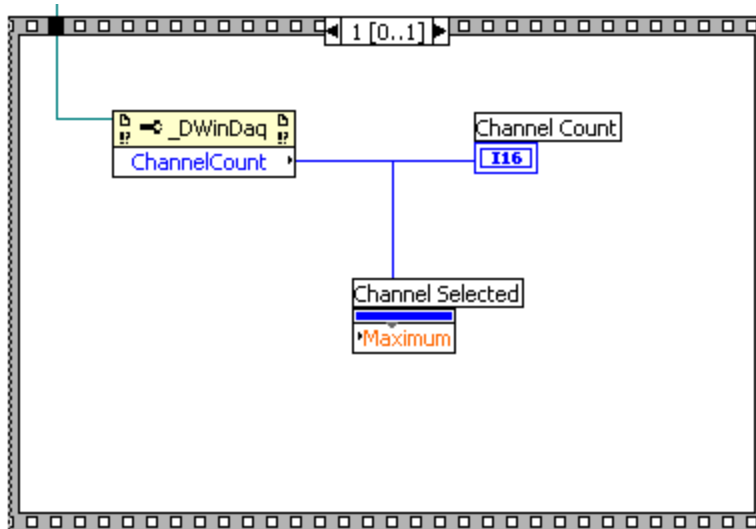 1 [0..1]
_DWinDaq
ChannelCount
Channel Count
I16
Channel Selected
Maximum